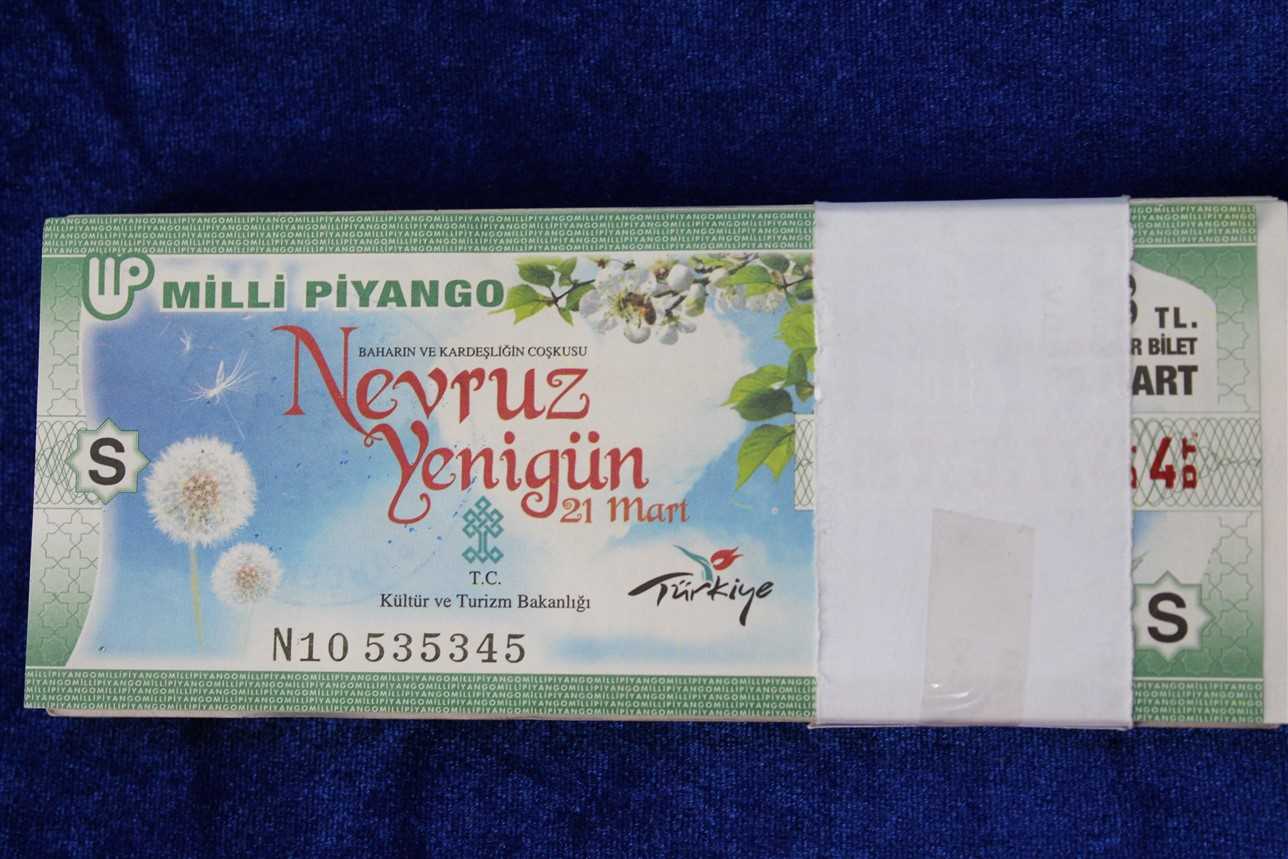 MİLLİ PİYANGO
BAHARIN VE KARDEŞLİĞİN COŞKUSU
Nevruz
Yenigün
21 Mart
T.C.
Kültür ve Turizm Bakanlığı
Türkiye
N10 535345
S
TL.
BİLET
4
S